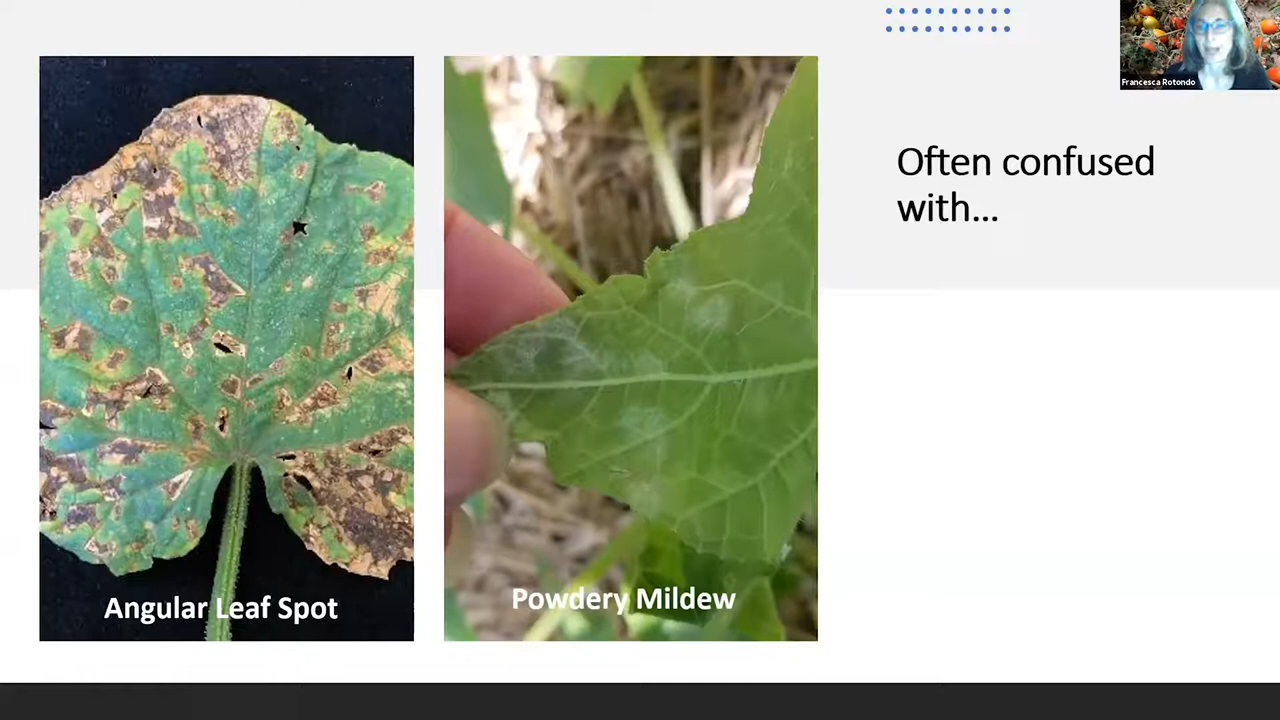 Francesca Rotondo
Often confused
with...
Angular Leaf Spot
Powdery Mildew